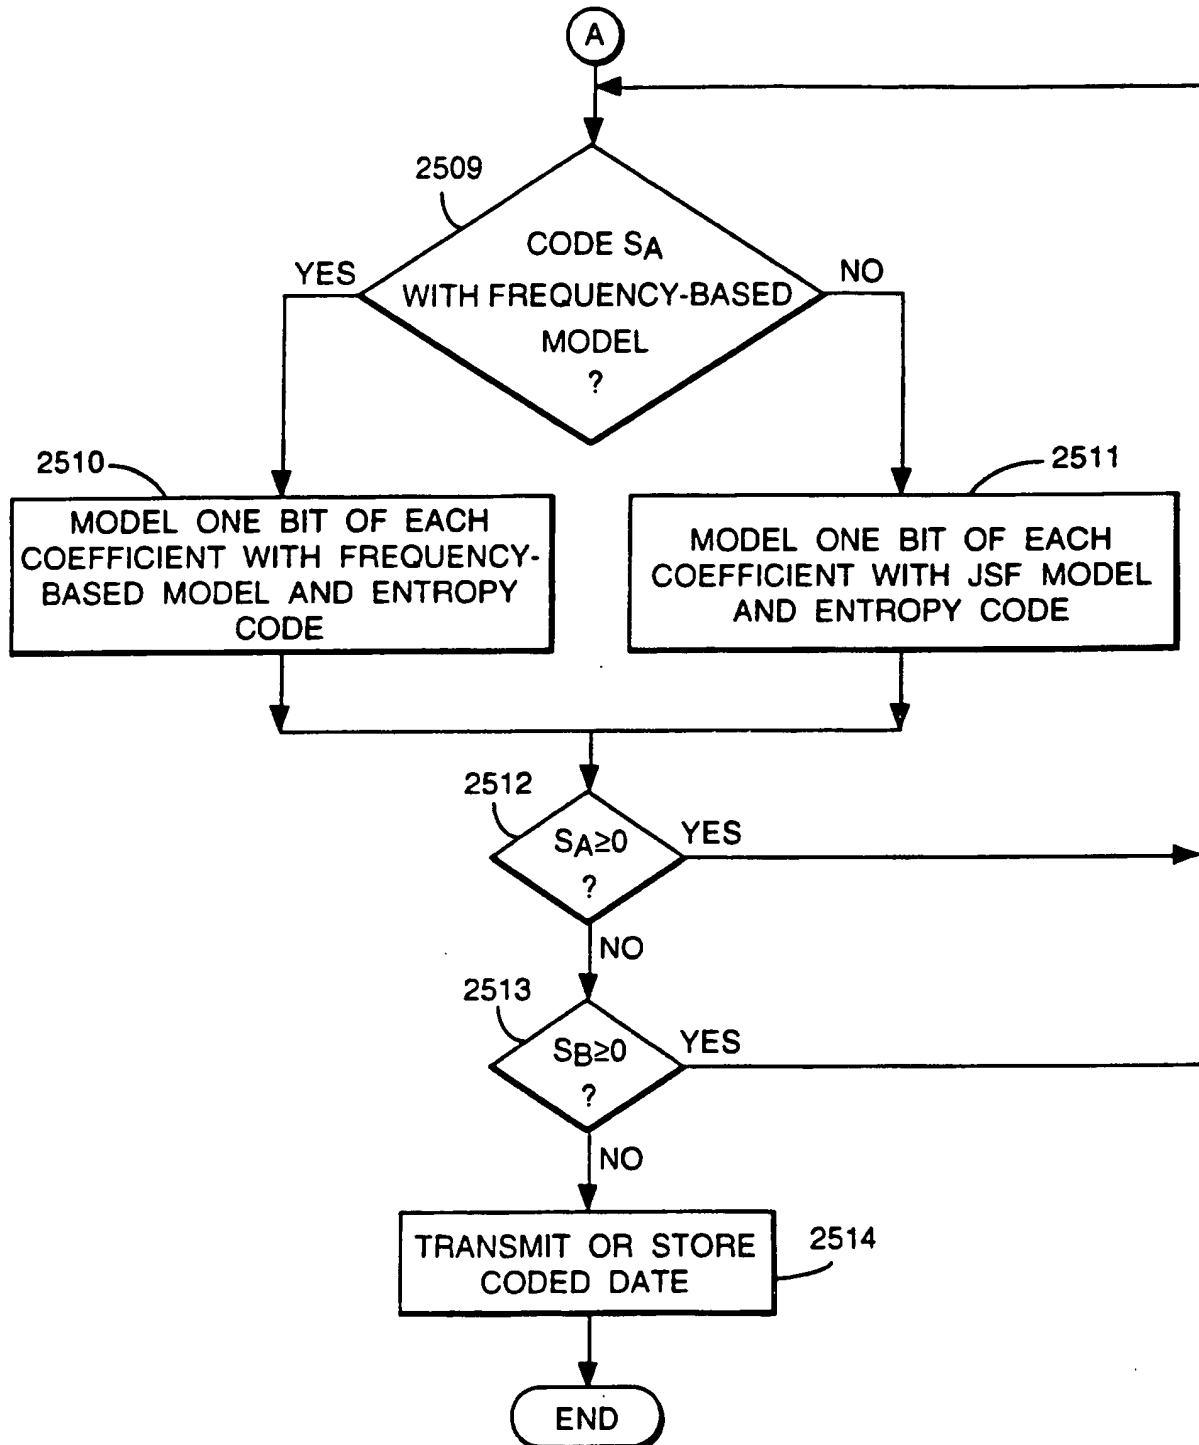 A
2509
CODE SA
WITH FREQUENCY-BASED
MODEL
?
YES
NO
2510
MODEL ONE BIT OF EACH
COEFFICIENT WITH FREQUENCY-
BASED MODEL AND ENTROPY
CODE
2511
MODEL ONE BIT OF EACH
COEFFICIENT WITH JSF MODEL
AND ENTROPY CODE
2512
SA≥0
?
YES
NO
2513
SB≥0
?
YES
NO
TRANSMIT OR STORE
CODED DATE
2514
END